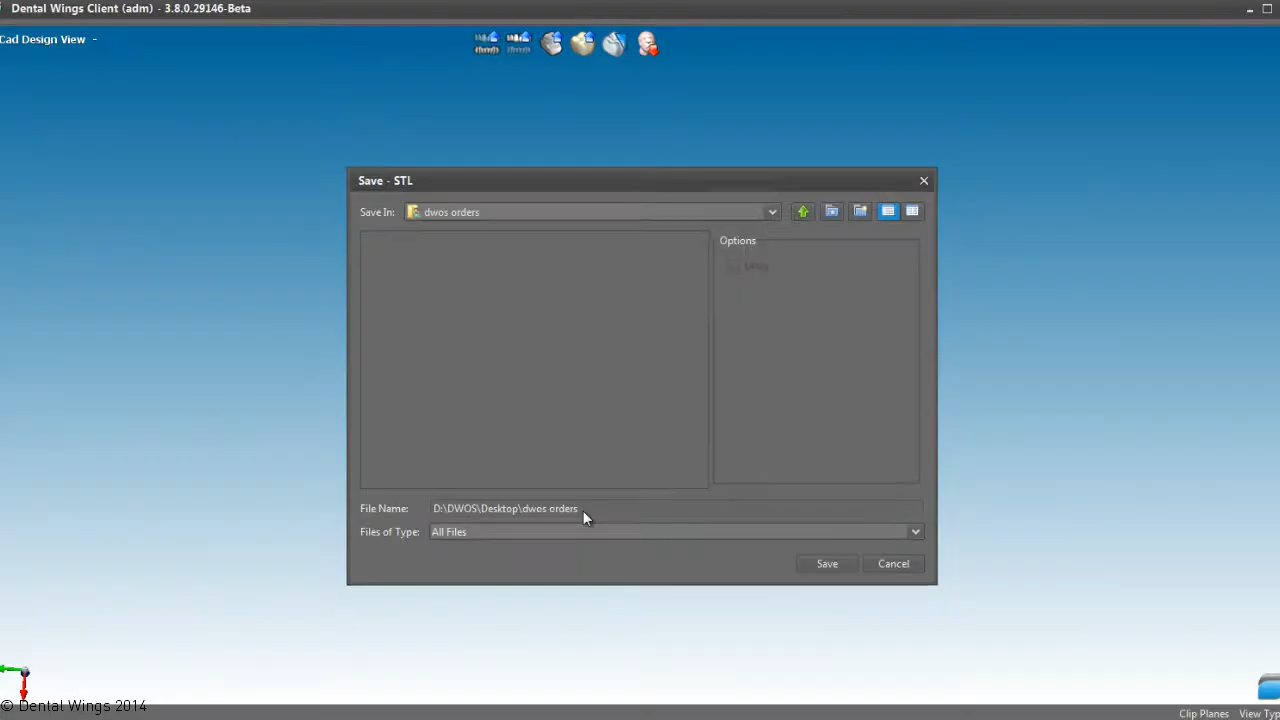 Dental Wings Client (adm) - 3.8.0.29146-Beta
Cad Design View -
Save - STL
Save In: dwos orders
Options
File Name: D:\DWOS\Desktop\dwos orders
Files of Type: All Files
Save Cancel
© Dental Wings 2014
Clip Planes View Typ